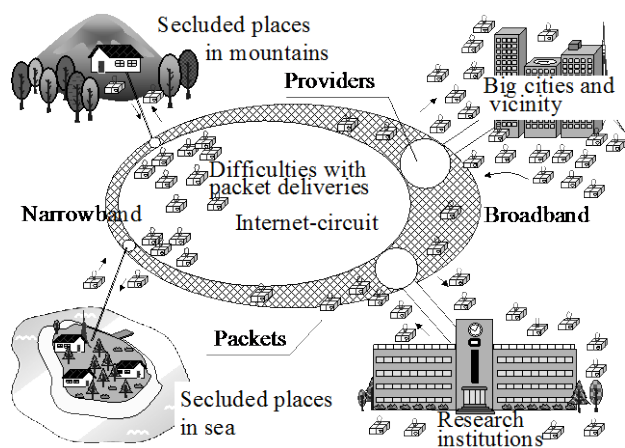 Secluded places
in mountains
Providers
Big cities and
vicinity
Difficulties with
packet deliveries
Narrowband
Internet-circuit
Broadband
Packets
Secluded places
in sea
Research
institutions